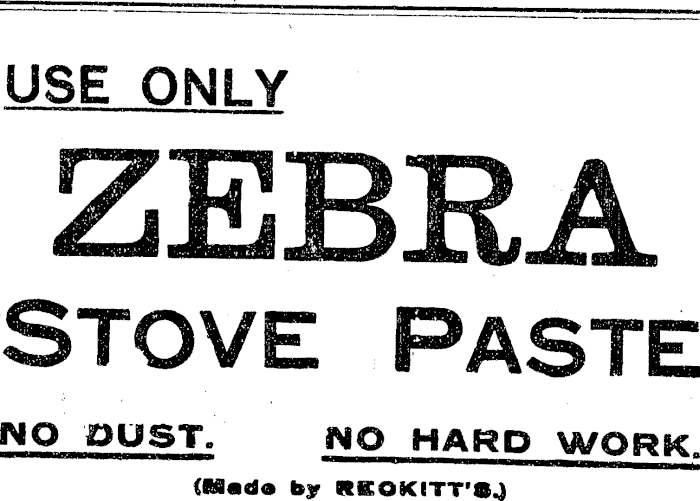 USE ONLY
ZEBRA
STOVE PASTE
NO DUST. NO HARD WORK.
(Made by RECKITT'S.)